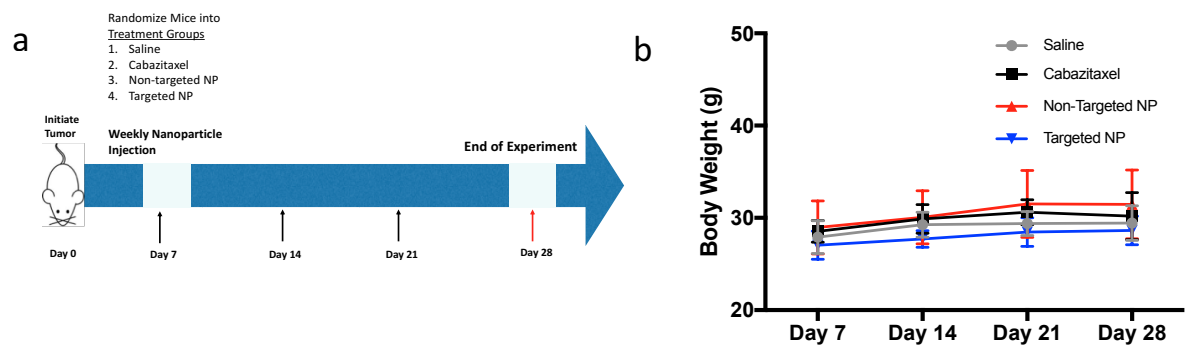 a
Randomize Mice into
Treatment Groups
1. Saline
2. Cabazitaxel
3. Non-targeted NP
4. Targeted NP
Initiate
Tumor
Weekly Nanoparticle
Injection
End of Experiment
Day 0
Day 7
Day 14
Day 21
Day 28
b
Body Weight (g)
50
40
30
20
Saline
Cabazitaxel
Non-Targeted NP
Targeted NP
Day 7
Day 14
Day 21
Day 28